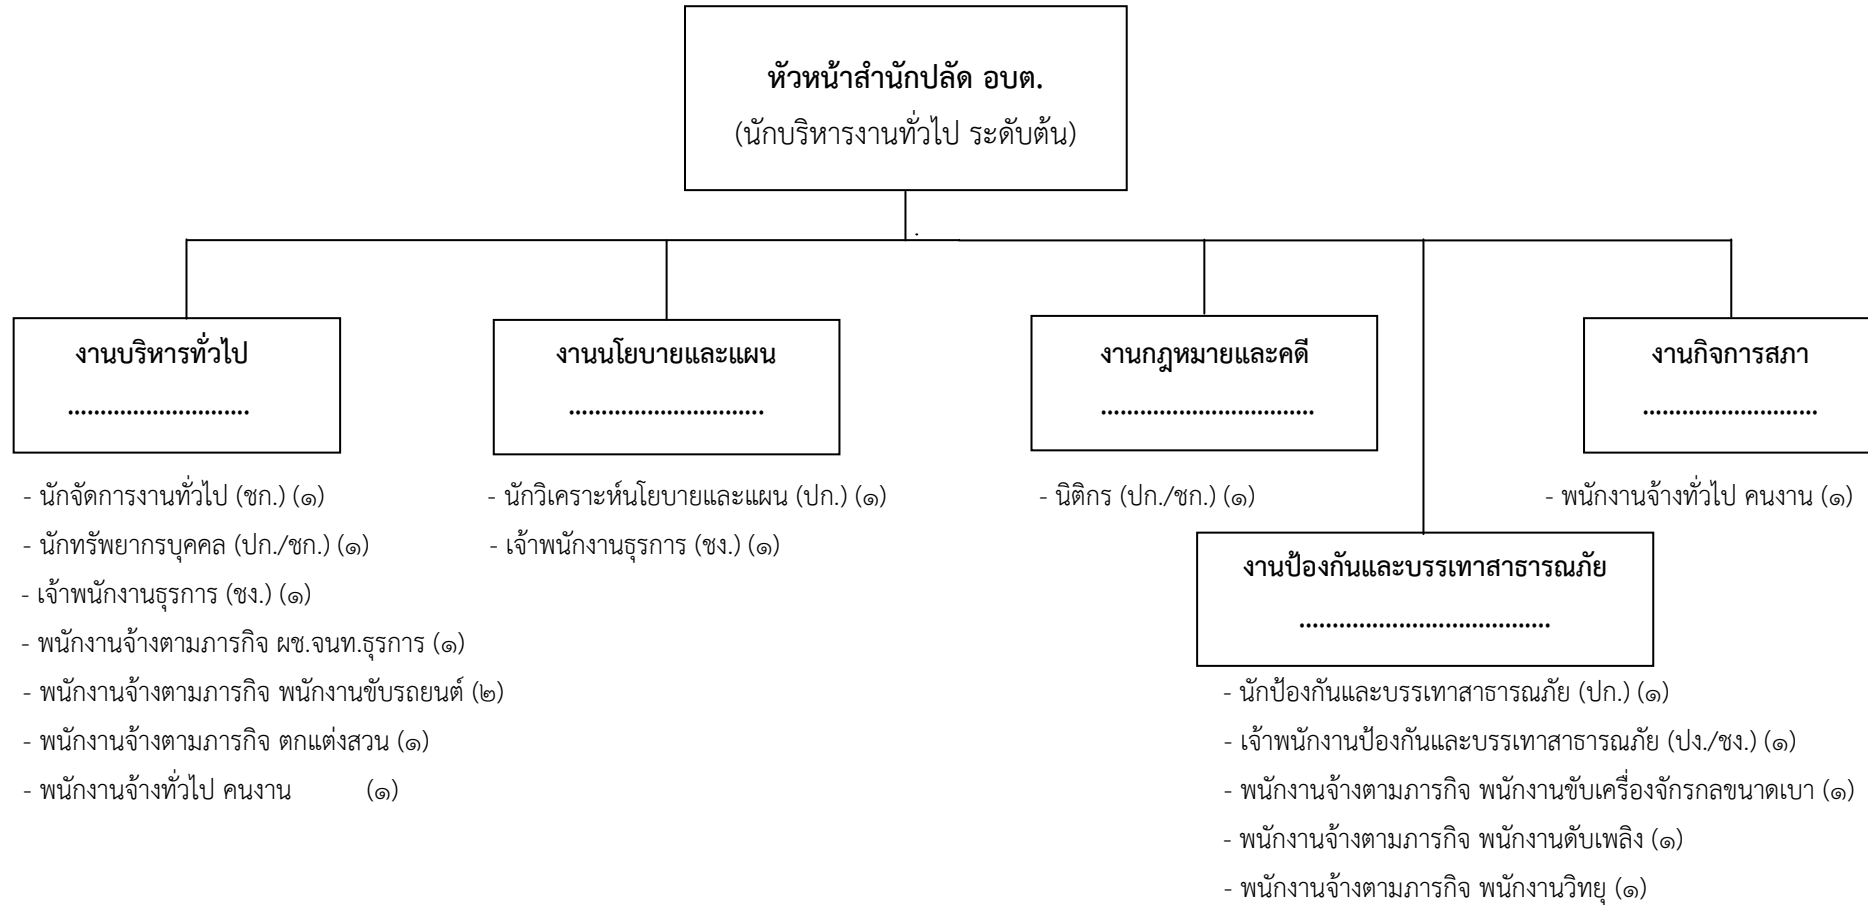 หัวหน้าสำนักปลัด อบต.
(นักบริหารงานทั่วไป ระดับต้น)
งานบริหารทั่วไป
............................
- นักจัดการงานทั่วไป (ชก.) (๑)
- นักทรัพยากรบุคคล (ปก./ชก.) (๑)
- เจ้าพนักงานธุรการ (ชง.) (๑)
- พนักงานจ้างตามภารกิจ ผช.จนท.ธุรการ (๑)
- พนักงานจ้างตามภารกิจ พนักงานขับรถยนต์ (๒)
- พนักงานจ้างตามภารกิจ ตกแต่งสวน (๑)
- พนักงานจ้างทั่วไป คนงาน (๑)
งานนโยบายและแผน
..............................
- นักวิเคราะห์นโยบายและแผน (ปก.) (๑)
- เจ้าพนักงานธุรการ (ชง.) (๑)
งานกฎหมายและคดี
.................................
- นิติกร (ปก./ชก.) (๑)
งานกิจการสภา
...........................
- พนักงานจ้างทั่วไป คนงาน (๑)
งานป้องกันและบรรเทาสาธารณภัย
.......................................
- นักป้องกันและบรรเทาสาธารณภัย (ปก.) (๑)
- เจ้าพนักงานป้องกันและบรรเทาสาธารณภัย (ปง./ชง.) (๑)
- พนักงานจ้างตามภารกิจ พนักงานขับเครื่องจักรกลขนาดเบา (๑)
- พนักงานจ้างตามภารกิจ พนักงานดับเพลิง (๑)
- พนักงานจ้างตามภารกิจ พนักงานวิทยุ (๑)